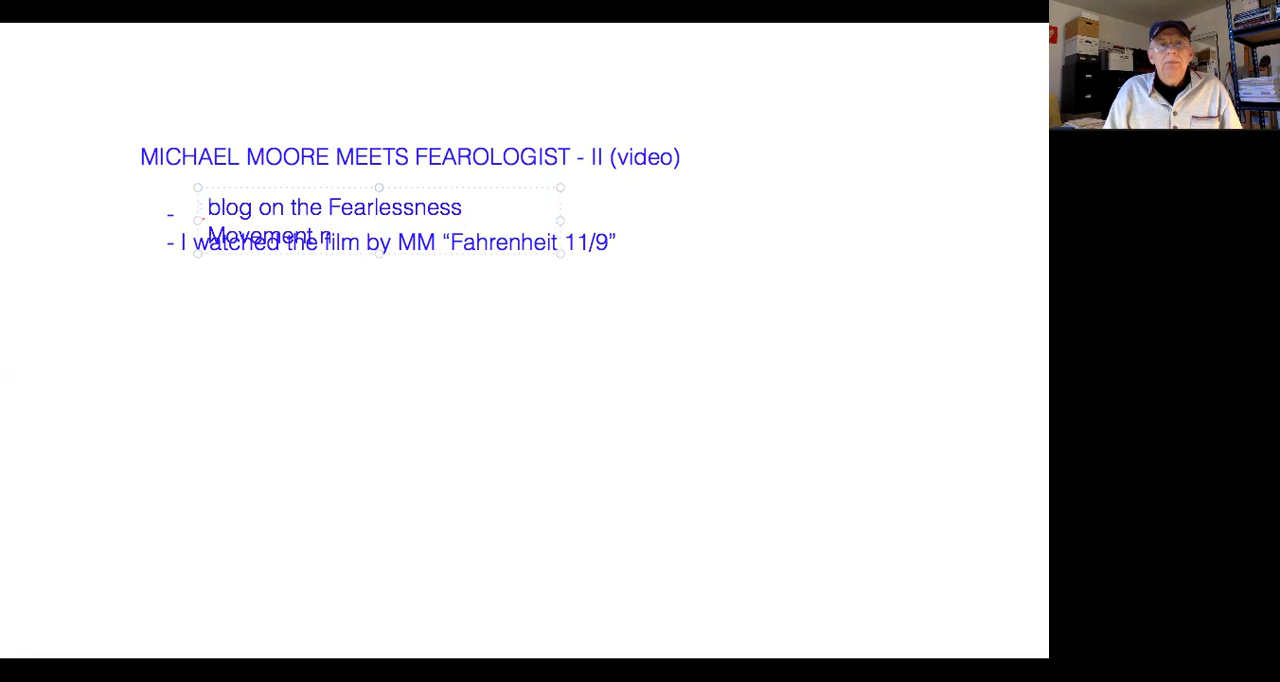 MICHAEL MOORE MEETS FEAROLOGIST - II (video)
- blog on the Fearlessness
Movement n
- I watched the film by MM “Fahrenheit 11/9”